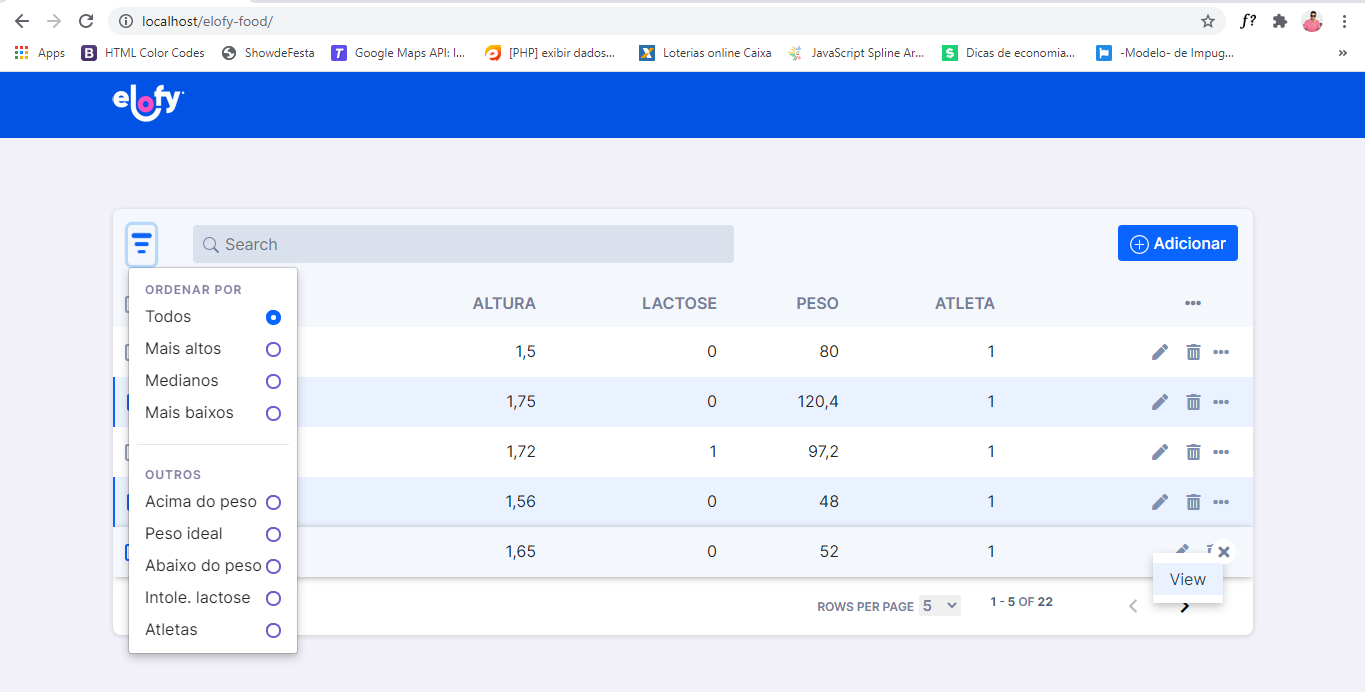 localhost/elofy-food/
f?
Apps
B HTML Color Codes
ShowdeFesta
T Google Maps API: I...
[PHP] exibir dados...
Loterias online Caixa
JavaScript Spline Ar...
$ Dicas de economia...
-Modelo- de Impug...
»
elofy
Search
Adicionar
ORDENAR POR
Todos
Mais altos
Medianos
Mais baixos
OUTROS
Acima do peso
Peso ideal
Abaixo do peso
Intole. lactose
Atletas
ALTURA LACTOSE PESO ATLETA •••
1,5 0 80 1 •••
1,75 0 120,4 1 •••
1,72 1 97,2 1 •••
1,56 0 48 1 •••
1,65 0 52 1
View
ROWS PER PAGE 5 1 - 5 OF 22